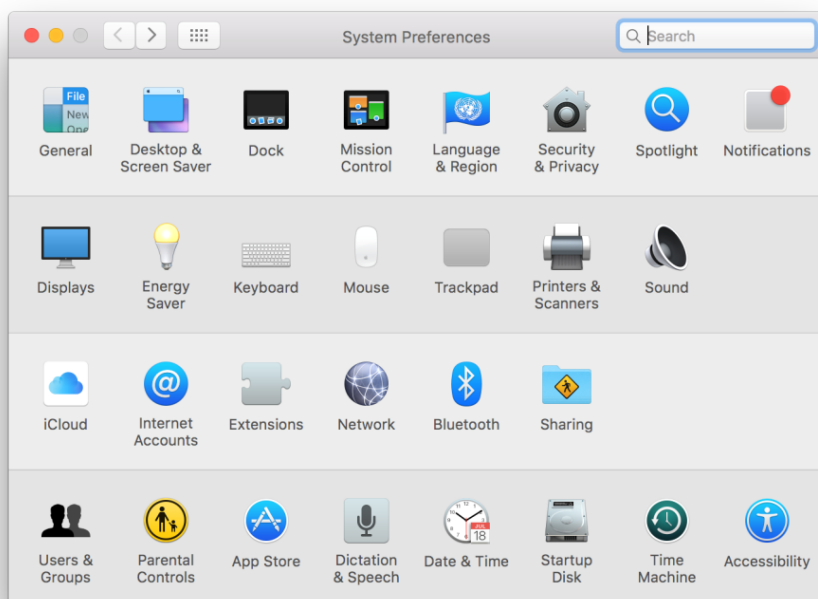 System Preferences
Search
File
New
Ope
General
Desktop &
Screen Saver
Dock
Mission
Control
Language
& Region
Security
& Privacy
Spotlight
Notifications
Displays
Energy
Saver
Keyboard
Mouse
Trackpad
Printers &
Scanners
Sound
iCloud
@
Internet
Accounts
Extensions
Network
Bluetooth
Sharing
Users &
Groups
Parental
Controls
App Store
Dictation
& Speech
JUL
18
Date & Time
Startup
Disk
Time
Machine
Accessibility